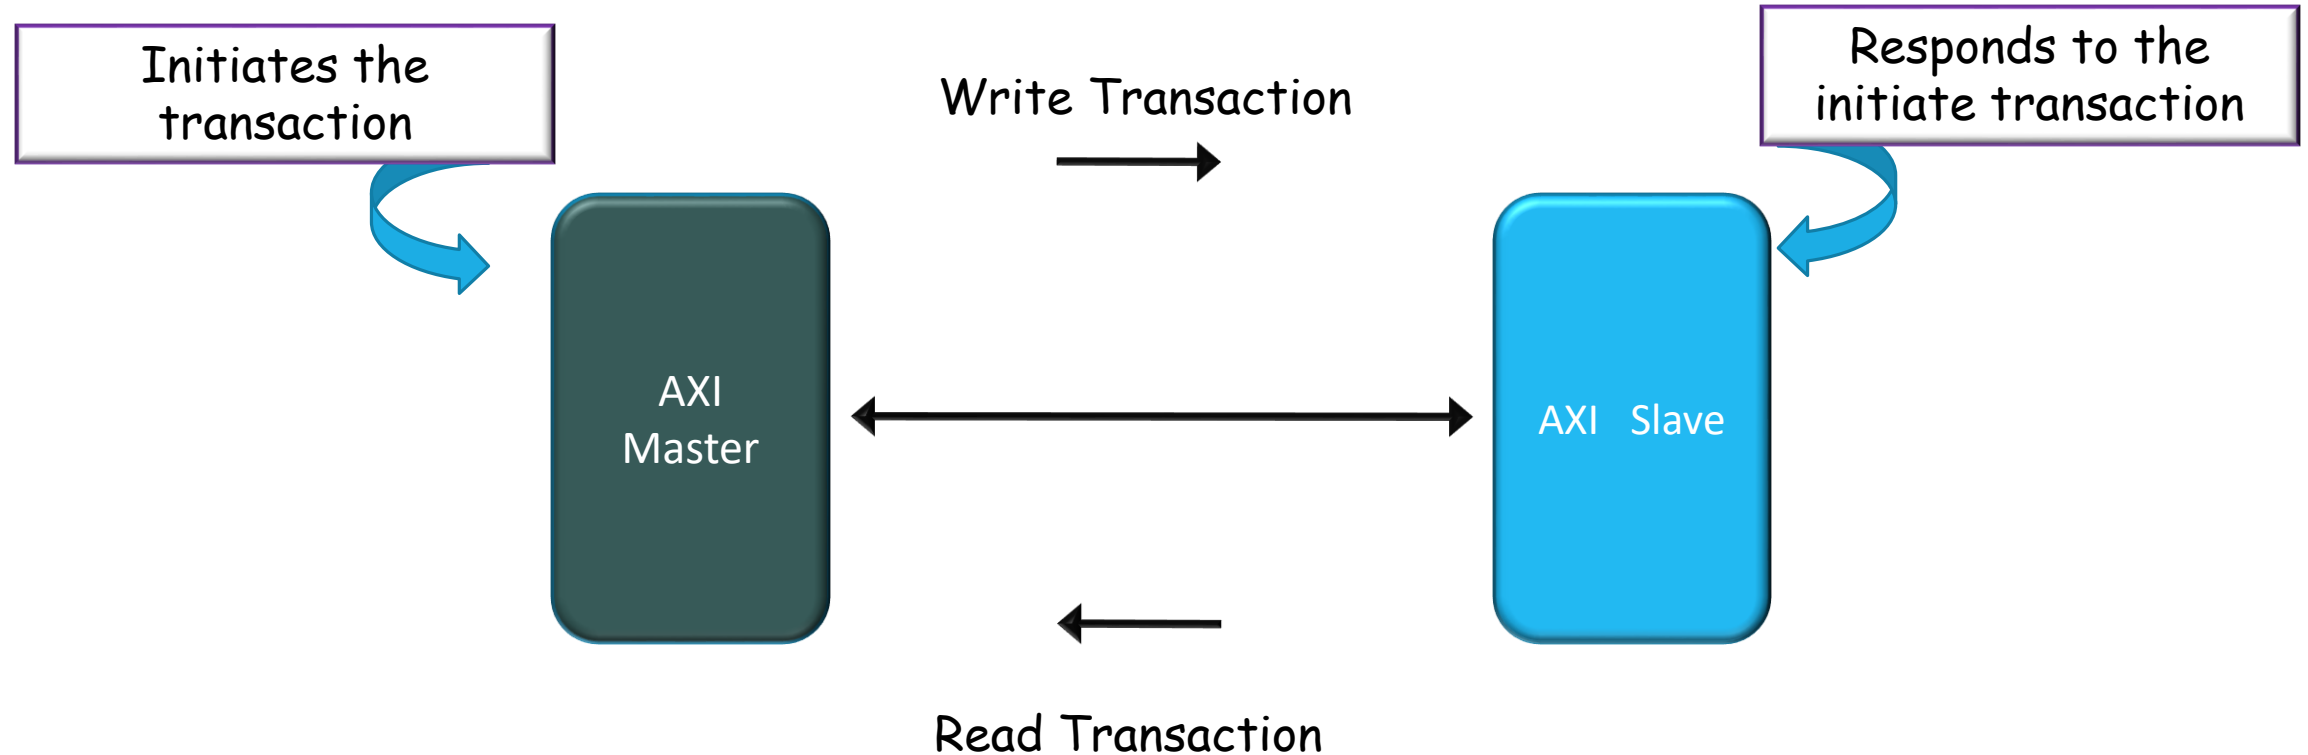 Initiates the
transaction
Write Transaction
Responds to the
initiate transaction
AXI
Master
AXI Slave
Read Transaction